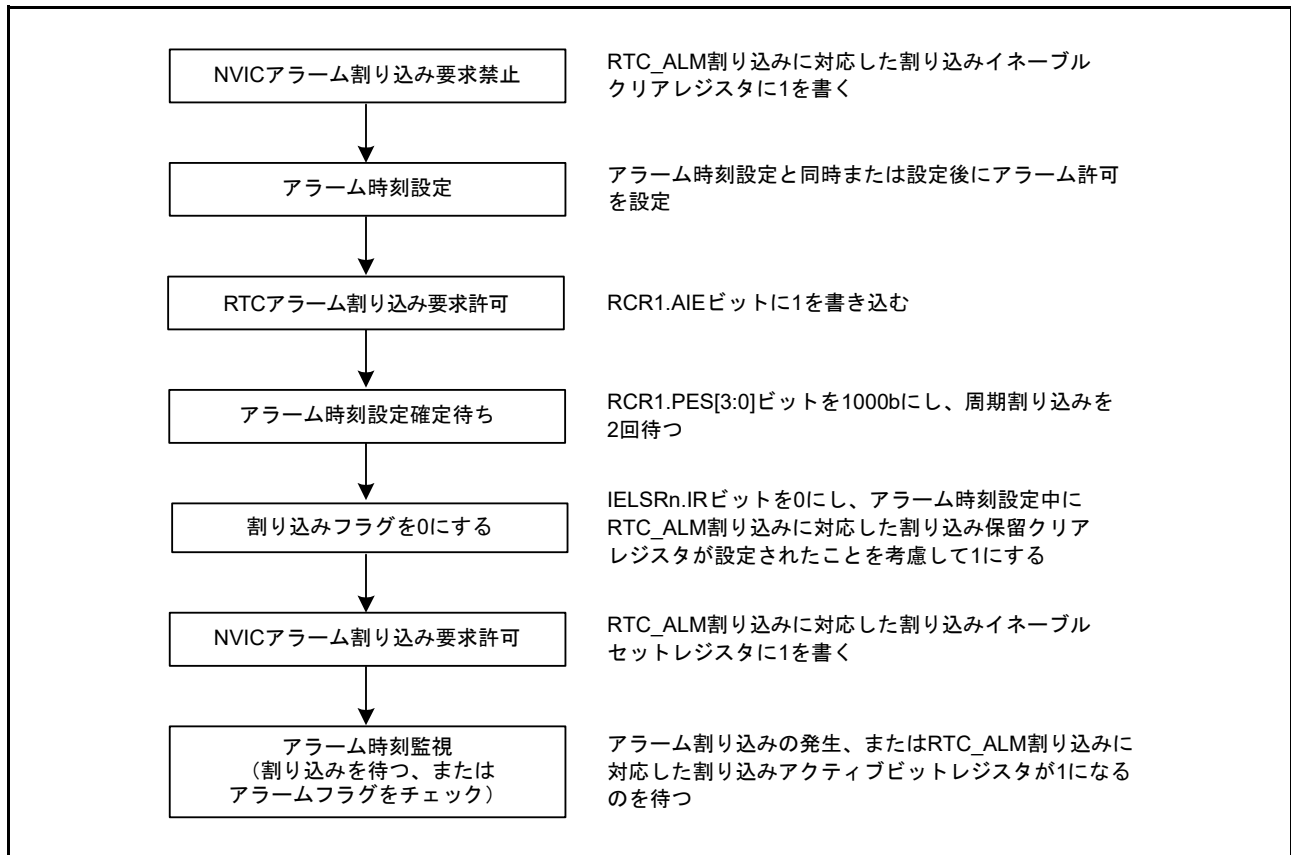 NVICアラーム割り込み要求禁止
RTC_ALM割り込みに対応した割り込みイネーブル
クリアレジスタに1を書く
アラーム時刻設定
アラーム時刻設定と同時または設定後にアラーム許可
を設定
RTCアラーム割り込み要求許可
RCR1.AIEビットに1を書き込む
アラーム時刻設定確定待ち
RCR1.PES[3:0]ビットを1000bにし、周期割り込みを
2回待つ
割り込みフラグを0にする
IELSRn.IRビットを0にし、アラーム時刻設定中に
RTC_ALM割り込みに対応した割り込み保留クリア
レジスタが設定されたことを考慮して1にする
NVICアラーム割り込み要求許可
RTC_ALM割り込みに対応した割り込みイネーブル
セットレジスタに1を書く
アラーム時刻監視
（割り込みを待つ、または
アラームフラグをチェック）
アラーム割り込みの発生、またはRTC_ALM割り込みに
対応した割り込みアクティブビットレジスタが1になる
のを待つ